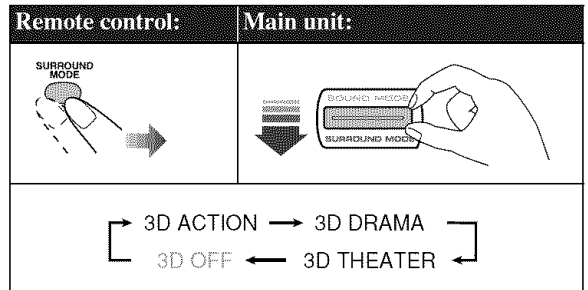 Remote control:
Main unit:
SURROUND
MODE
SOUND MODE
SURROUND MODE
3D ACTION
3D DRAMA
3D OFF
3D THEATER